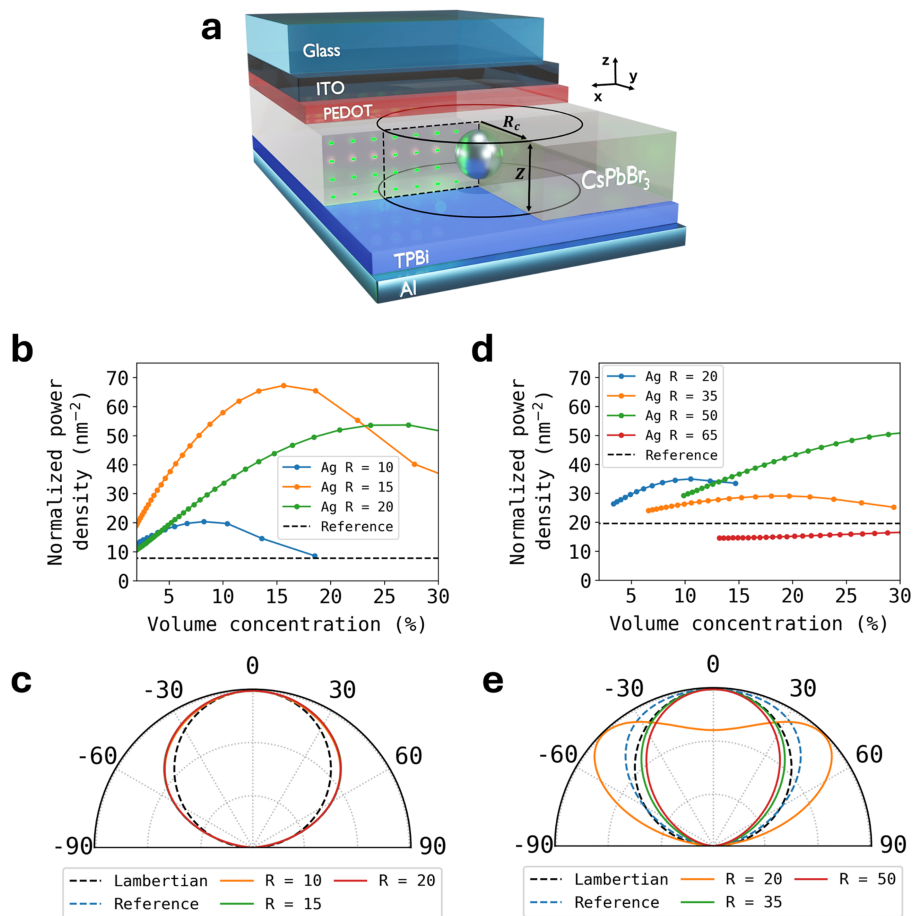 a
Glass
ITO
PEDOT
CsPbBr3
TPBi
Al
Rc
Z
z
y
x
b
Normalized power
density (nm−2)
70
60
50
40
30
20
10
0
Ag R = 10
Ag R = 15
Ag R = 20
Reference
5 10 15 20 25 30
Volume concentration (%)
d
Normalized power
density (nm−2)
70
60
50
40
30
20
10
0
Ag R = 20
Ag R = 35
Ag R = 50
Ag R = 65
Reference
5 10 15 20 25 30
Volume concentration (%)
c
0
-30 30
-60 60
-90 90
Lambertian R = 10 R = 20
Reference R = 15
e
0
-30 30
-60 60
-90 90
Lambertian R = 20 R = 50
Reference R = 35